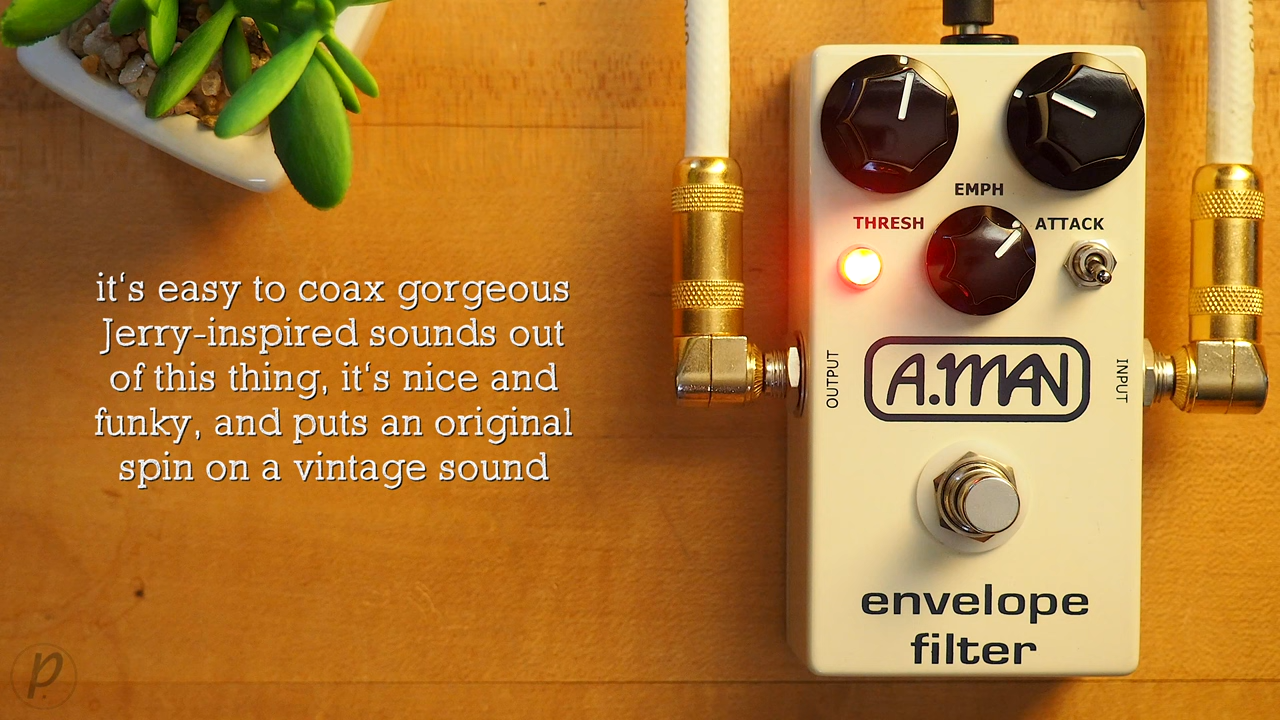 it's easy to coax gorgeous
Jerry-inspired sounds out
of this thing, it's nice and
funky, and puts an original
spin on a vintage sound
EMPH
THRESH
ATTACK
OUTPUT
INPUT
A.MAN
envelope
filter
p.